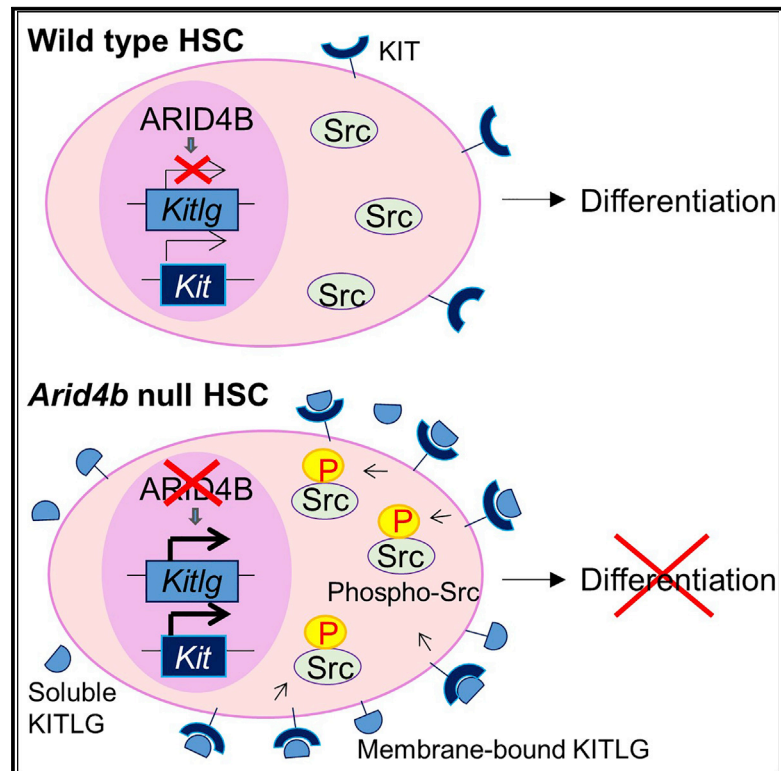 Wild type HSC
KIT
ARID4B
Src
Kitlg
Src
Differentiation
Kit
Src
Arid4b null HSC
P
ARID4B
Src
P
Kitlg
Src
Differentiation
Phospho-Src
P
Kit
Src
Soluble
KITLG
Membrane-bound KITLG